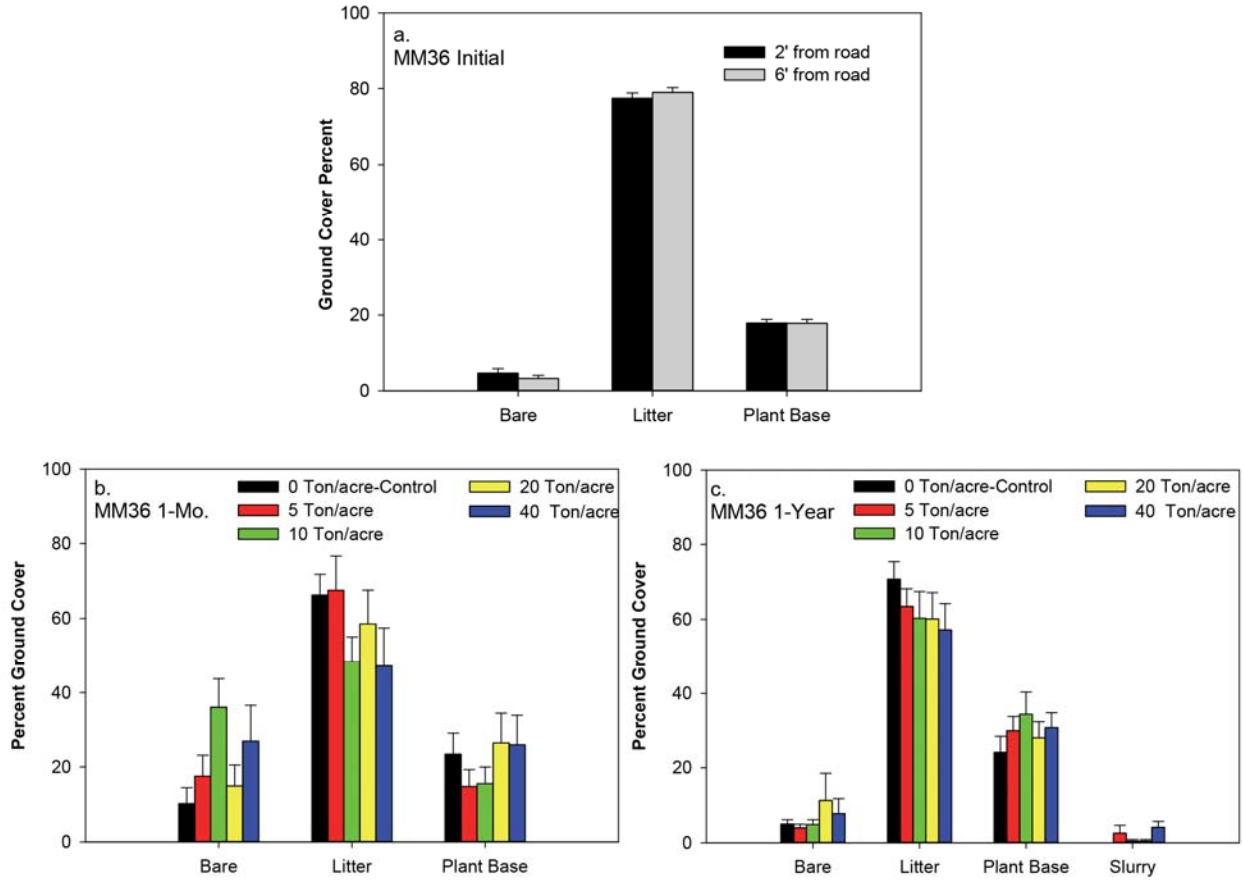 a.
MM36 Initial
2' from road
6' from road
Ground Cover Percent
100
80
60
40
20
0
Bare Litter Plant Base
b.
MM36 1-Mo.
0 Ton/acre-Control
5 Ton/acre
10 Ton/acre
20 Ton/acre
40 Ton/acre
Percent Ground Cover
100
80
60
40
20
0
Bare Litter Plant Base
c.
MM36 1-Year
0 Ton/acre-Control
5 Ton/acre
10 Ton/acre
20 Ton/acre
40 Ton/acre
Percent Ground Cover
100
80
60
40
20
0
Bare Litter Plant Base Slurry